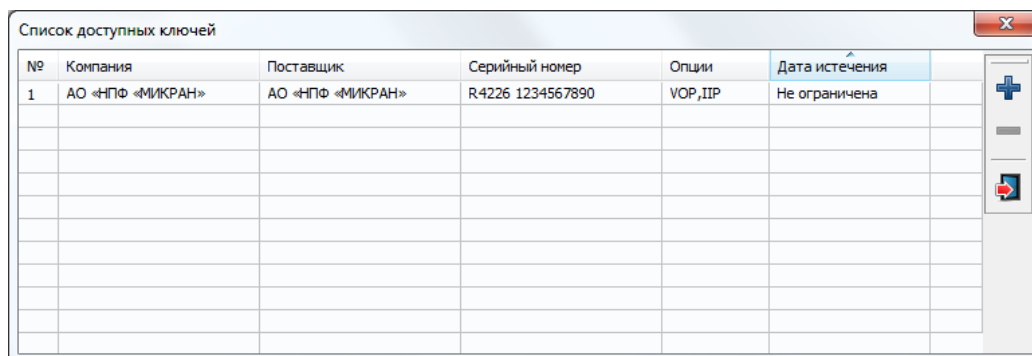 Список доступных ключей
№ Компания Поставщик Серийный номер Опции Дата истечения
1 АО «НПФ «МИКРАН» АО «НПФ «МИКРАН» R4226 1234567890 VOP,IIP Не ограничена